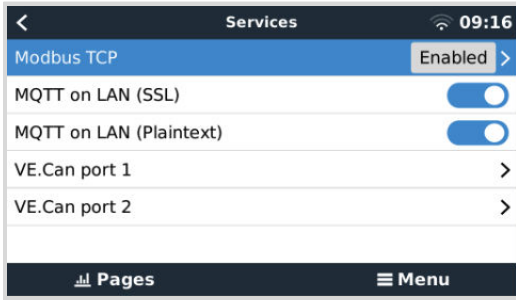 Services 09:16
Modbus TCP Enabled
MQTT on LAN (SSL)
MQTT on LAN (Plaintext)
VE.Can port 1
VE.Can port 2
Pages Menu